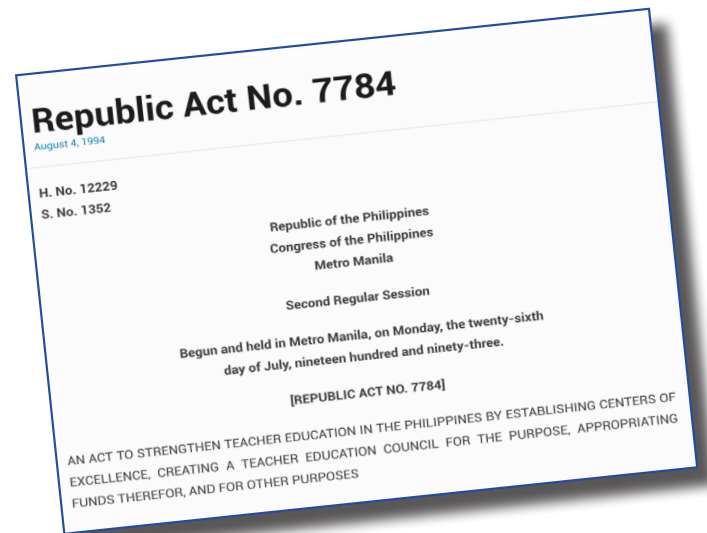 Republic Act No. 7784
August 4, 1994
H. No. 12229
S. No. 1352
Republic of the Philippines
Congress of the Philippines
Metro Manila
Second Regular Session
Begun and held in Metro Manila, on Monday, the twenty-sixth
day of July, nineteen hundred and ninety-three.
[REPUBLIC ACT NO. 7784]
AN ACT TO STRENGTHEN TEACHER EDUCATION IN THE PHILIPPINES BY ESTABLISHING CENTERS OF
EXCELLENCE, CREATING A TEACHER EDUCATION COUNCIL FOR THE PURPOSE, APPROPRIATING
FUNDS THEREFOR, AND FOR OTHER PURPOSES